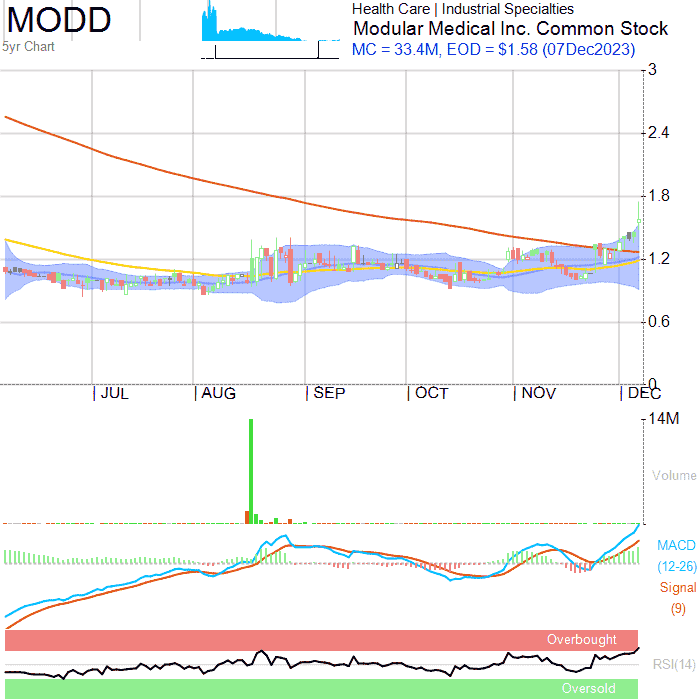 MODD
5yr Chart
Health Care | Industrial Specialties
Modular Medical Inc. Common Stock
MC = 33.4M, EOD = $1.58 (07Dec2023)
3
2.4
1.8
1.2
0.6
0
JUL AUG SEP OCT NOV DEC
14M
Volume
MACD
(12-26)
Signal
(9)
Overbought
RSI(14)
Oversold